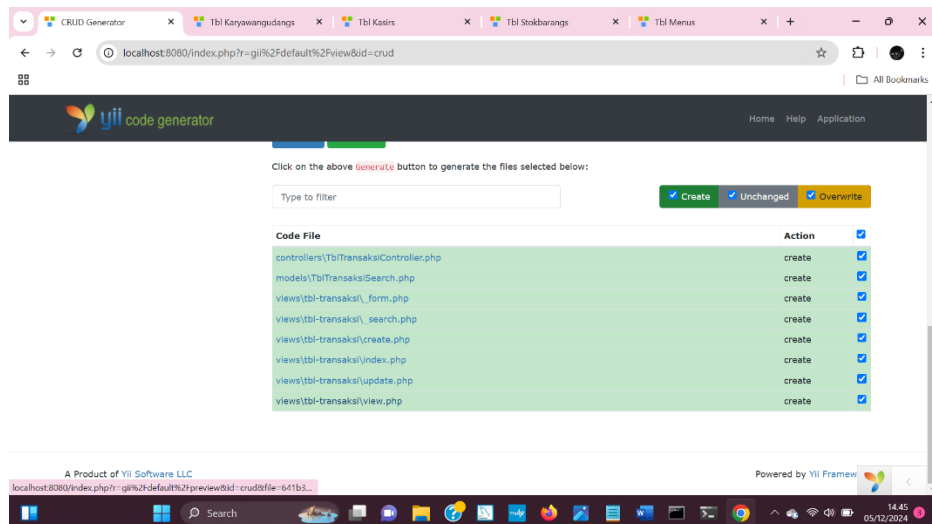 CRUD Generator
Tbl Karyawangudangs
Tbl Kasirs
Tbl Stokbarangs
Tbl Menus
localhost:8080/index.php?r=gii%2Fdefault%2Fview&id=crud
All Bookmarks
yii code generator
Home Help Application
Click on the above Generate button to generate the files selected below:
Type to filter
Create Unchanged Overwrite
Code File Action
controllers\TblTransaksiController.php create
models\TblTransaksiSearch.php create
views\tbl-transaksi\_form.php create
views\tbl-transaksi\_search.php create
views\tbl-transaksi\create.php create
views\tbl-transaksi\index.php create
views\tbl-transaksi\update.php create
views\tbl-transaksi\view.php create
A Product of Yii Software LLC
Powered by Yii Framew
localhost:8080/index.php?r=gii%2Fdefault%2Fpreview&id=crud&file=641b3...
Search
14.45
05/12/2024
3